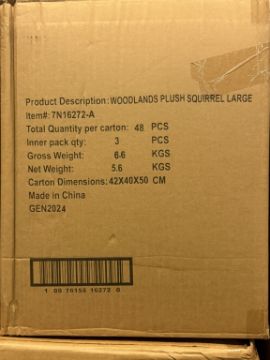 Product Description: WOODLANDS PLUSH SQUIRREL LARGE
Item#: 7N16272-A
Total Quantity per carton: 48 PCS
Inner pack qty: 3 PCS
Gross Weight: 6.6 KGS
Net Weight: 5.6 KGS
Carton Dimensions: 42X40X50 CM
Made in China
GEN2024